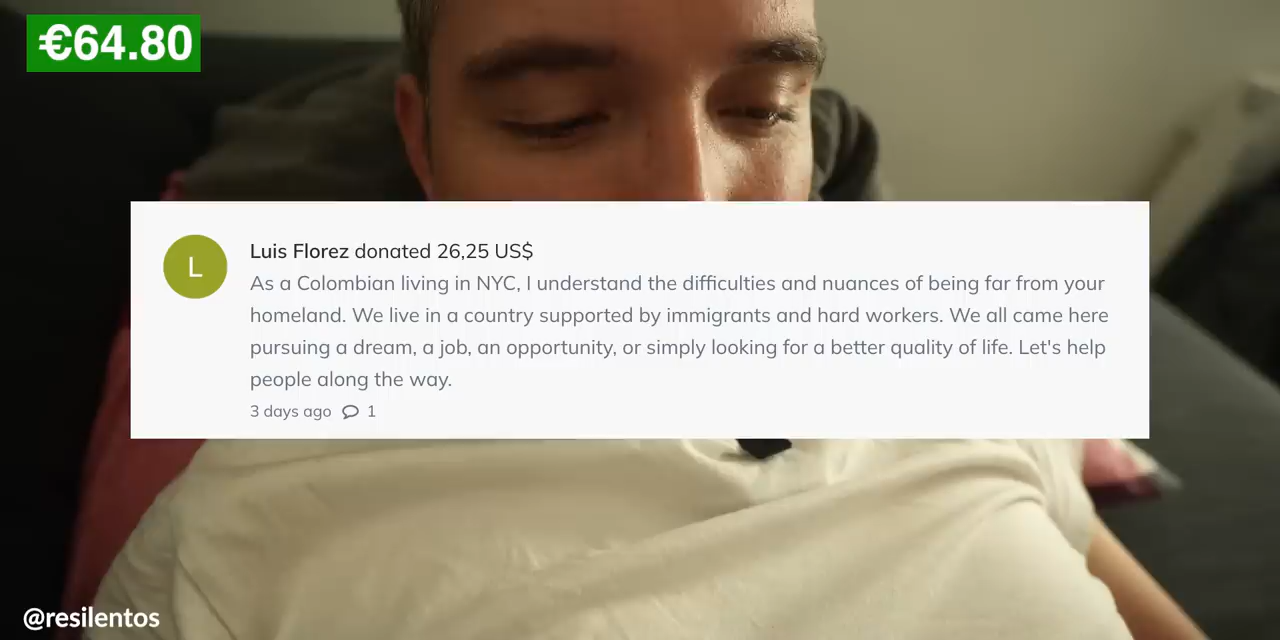 €64.80
Luis Florez donated 26,25 US$
As a Colombian living in NYC, I understand the difficulties and nuances of being far from your
homeland. We live in a country supported by immigrants and hard workers. We all came here
pursuing a dream, a job, an opportunity, or simply looking for a better quality of life. Let's help
people along the way.
3 days ago 1
L
@resilentos